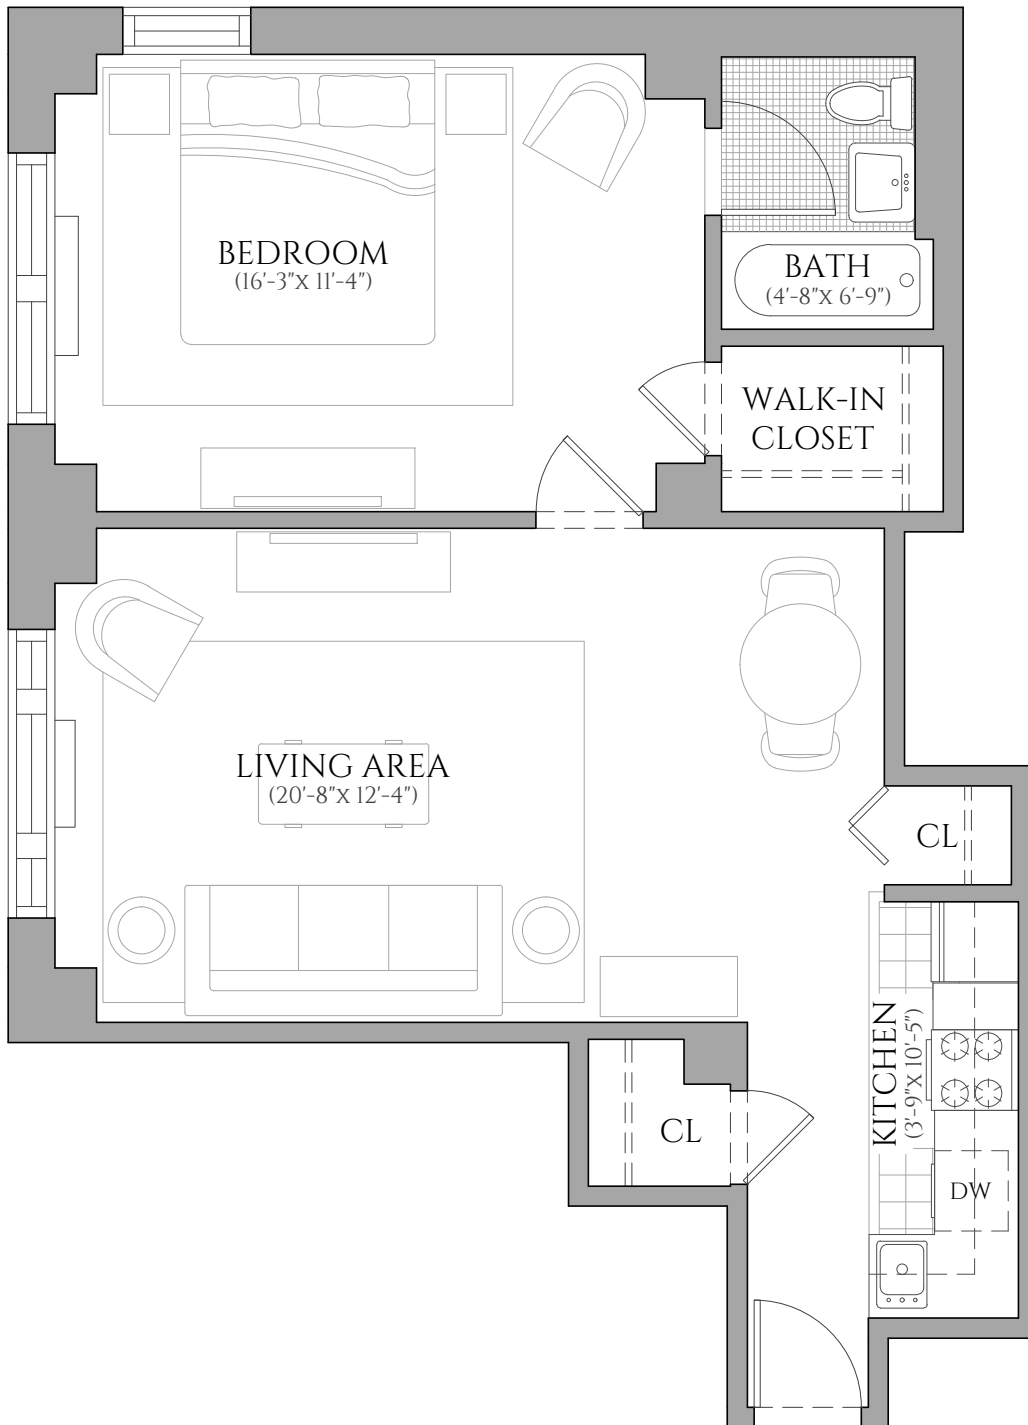 BEDROOM
(16'-3"X 11'-4")
BATH
(4'-8"X 6'-9")
WALK-IN
CLOSET
LIVING AREA
(20'-8"X 12'-4")
CL
KITCHEN
(3'-9"X 10'-5")
CL
DW